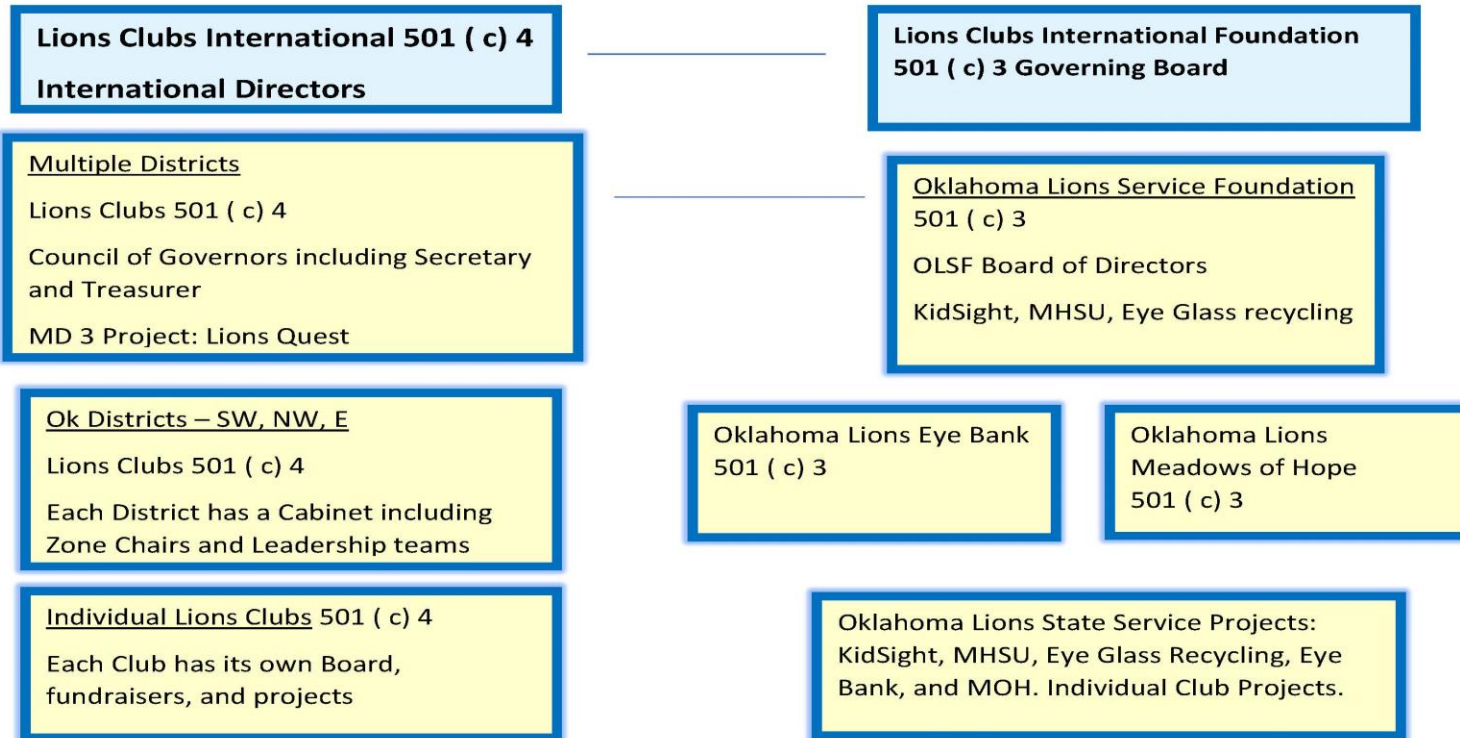 Lions Clubs International 501 ( c) 4
International Directors
Lions Clubs International Foundation
501 ( c) 3 Governing Board
Multiple Districts
Lions Clubs 501 ( c) 4
Council of Governors including Secretary
and Treasurer
MD 3 Project: Lions Quest
Oklahoma Lions Service Foundation
501 ( c) 3
OLSF Board of Directors
KidSight, MHSU, Eye Glass recycling
Ok Districts – SW, NW, E
Lions Clubs 501 ( c) 4
Each District has a Cabinet including
Zone Chairs and Leadership teams
Oklahoma Lions Eye Bank
501 ( c) 3
Oklahoma Lions
Meadows of Hope
501 ( c) 3
Individual Lions Clubs 501 ( c) 4
Each Club has its own Board,
fundraisers, and projects
Oklahoma Lions State Service Projects:
KidSight, MHSU, Eye Glass Recycling, Eye
Bank, and MOH. Individual Club Projects.